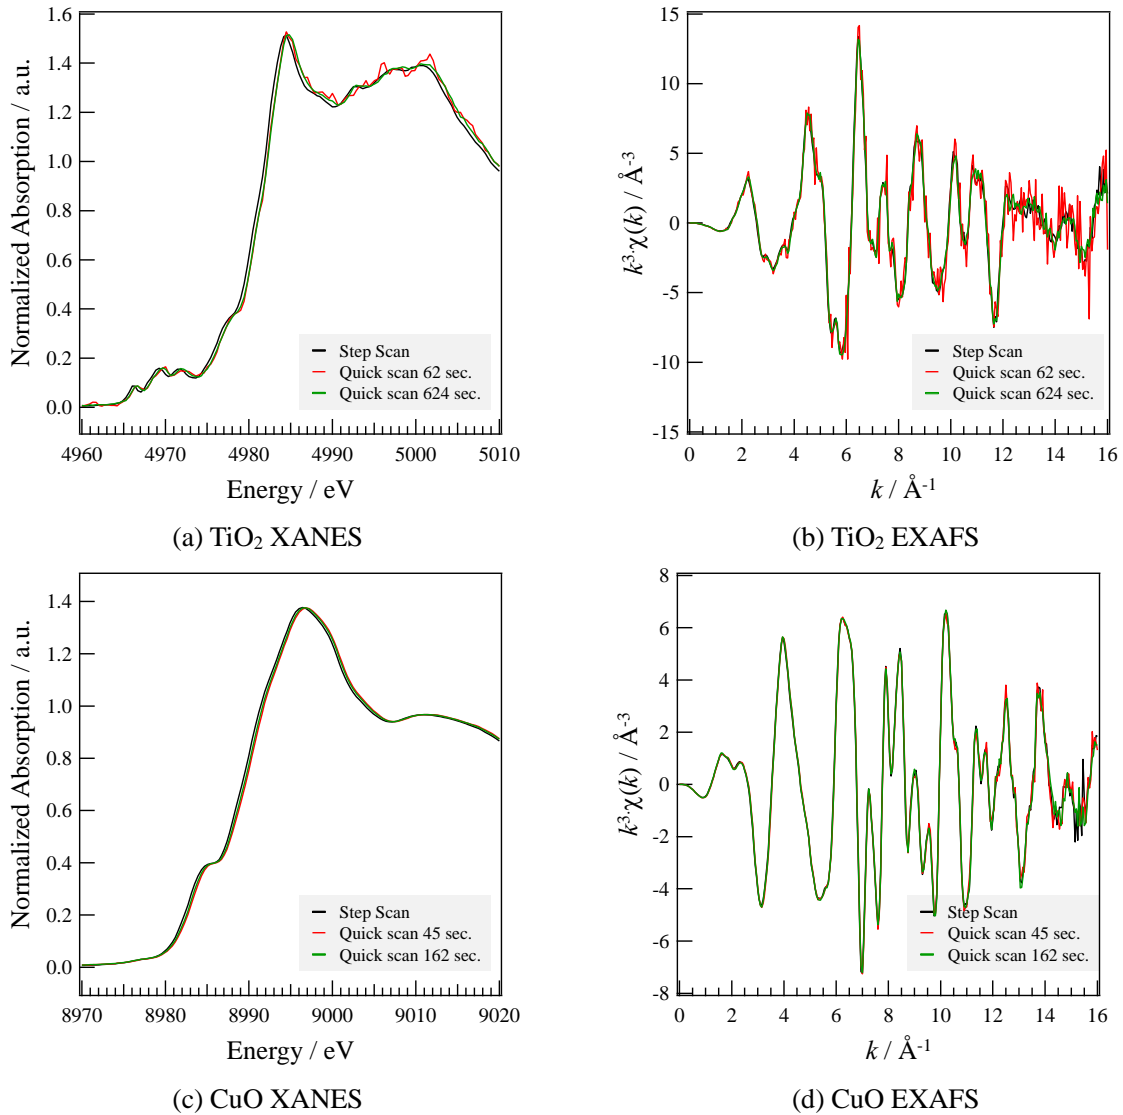 1.6
1.4
1.2
1.0
0.8
0.6
0.4
0.2
0.0
Normalized Absorption / a.u.
4960 4970 4980 4990 5000 5010
Energy / eV
Step Scan
Quick scan 62 sec.
Quick scan 624 sec.
(a) TiO₂ XANES
15
10
5
0
-5
-10
-15
k³·χ(k) / Å⁻³
0 2 4 6 8 10 12 14 16
k / Å⁻¹
Step Scan
Quick scan 62 sec.
Quick scan 624 sec.
(b) TiO₂ EXAFS
1.4
1.2
1.0
0.8
0.6
0.4
0.2
0.0
Normalized Absorption / a.u.
8970 8980 8990 9000 9010 9020
Energy / eV
Step Scan
Quick scan 45 sec.
Quick scan 162 sec.
(c) CuO XANES
8
6
4
2
0
-2
-4
-6
-8
k³·χ(k) / Å⁻³
0 2 4 6 8 10 12 14 16
k / Å⁻¹
Step Scan
Quick scan 45 sec.
Quick scan 162 sec.
(d) CuO EXAFS